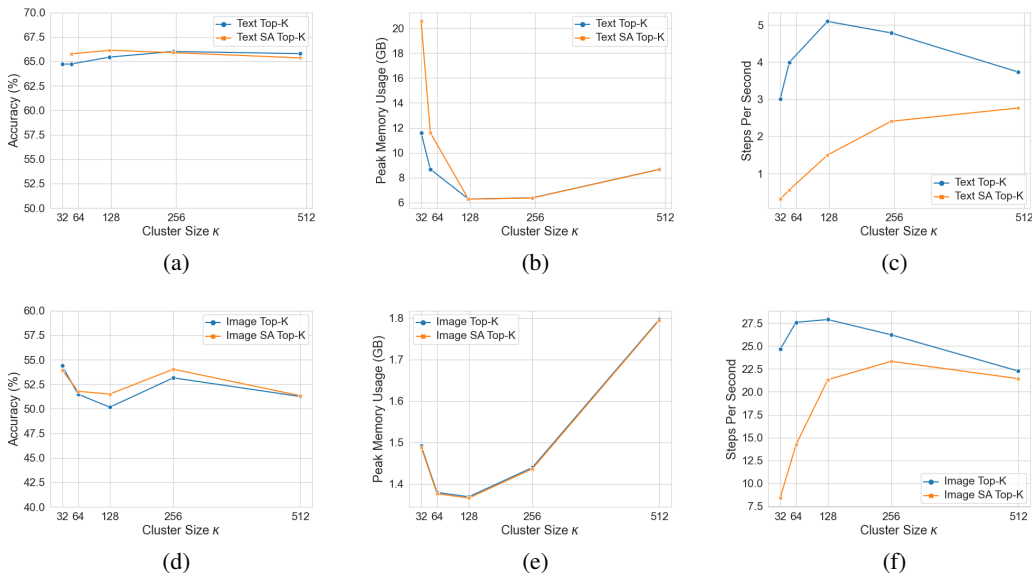 70.0
67.5
65.0
62.5
60.0
57.5
55.0
52.5
50.0
Accuracy (%)
Text Top-K
Text SA Top-K
32 64 128 256 512
Cluster Size κ
(a)
20
18
16
14
12
10
8
6
Peak Memory Usage (GB)
Text Top-K
Text SA Top-K
32 64 128 256 512
Cluster Size κ
(b)
5
4
3
2
1
Steps Per Second
Text Top-K
Text SA Top-K
32 64 128 256 512
Cluster Size κ
(c)
60.0
57.5
55.0
52.5
50.0
47.5
45.0
42.5
40.0
Accuracy (%)
Image Top-K
Image SA Top-K
32 64 128 256 512
Cluster Size κ
(d)
1.8
1.7
1.6
1.5
1.4
Peak Memory Usage (GB)
Image Top-K
Image SA Top-K
32 64 128 256 512
Cluster Size κ
(e)
27.5
25.0
22.5
20.0
17.5
15.0
12.5
10.0
7.5
Steps Per Second
Image Top-K
Image SA Top-K
32 64 128 256 512
Cluster Size κ
(f)